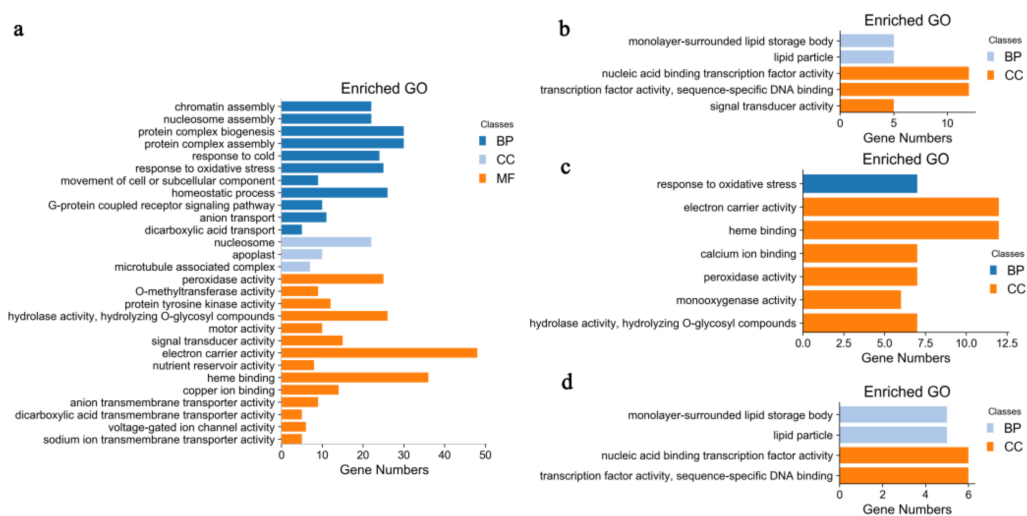 a
Enriched GO
chromatin assembly
nucleosome assembly
protein complex biogenesis
protein complex assembly
response to cold
response to oxidative stress
movement of cell or subcellular component
homeostatic process
G-protein coupled receptor signaling pathway
anion transport
dicarboxylic acid transport
nucleosome
apoplast
microtubule associated complex
peroxidase activity
O-methyltransferase activity
protein tyrosine kinase activity
hydrolase activity, hydrolyzing O-glycosyl compounds
motor activity
signal transducer activity
electron carrier activity
nutrient reservoir activity
heme binding
copper ion binding
anion transmembrane transporter activity
dicarboxylic acid transmembrane transporter activity
voltage-gated ion channel activity
sodium ion transmembrane transporter activity
0 10 20 30 40 50
Gene Numbers
Classes
BP
CC
MF
b
Enriched GO
monolayer-surrounded lipid storage body
lipid particle
nucleic acid binding transcription factor activity
transcription factor activity, sequence-specific DNA binding
signal transducer activity
0 5 10
Gene Numbers
Classes
BP
CC
c
Enriched GO
response to oxidative stress
electron carrier activity
heme binding
calcium ion binding
peroxidase activity
monooxygenase activity
hydrolase activity, hydrolyzing O-glycosyl compounds
0.0 2.5 5.0 7.5 10.0 12.5
Gene Numbers
Classes
BP
CC
d
Enriched GO
monolayer-surrounded lipid storage body
lipid particle
nucleic acid binding transcription factor activity
transcription factor activity, sequence-specific DNA binding
0 2 4 6
Gene Numbers
Classes
BP
CC